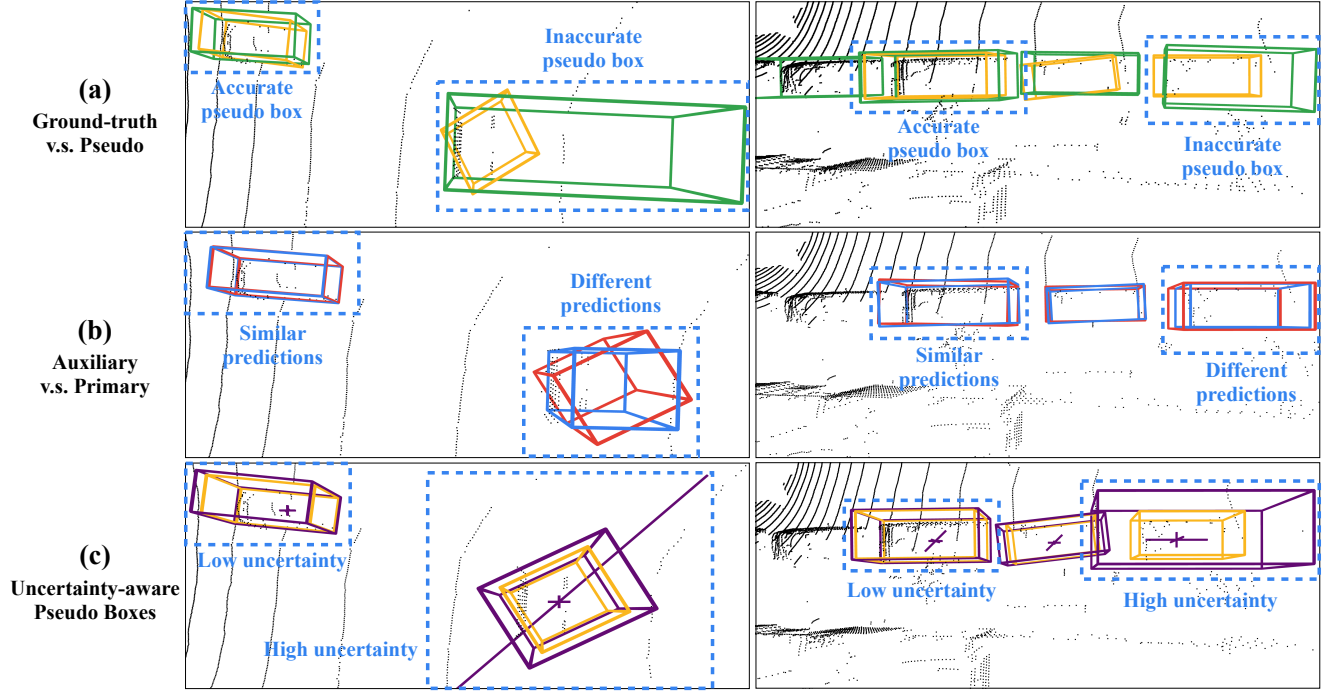 (a)
Ground-truth
v.s. Pseudo
Accurate
pseudo box
Inaccurate
pseudo box
Accurate
pseudo box
Inaccurate
pseudo box
(b)
Auxiliary
v.s. Primary
Similar
predictions
Different
predictions
Similar
predictions
Different
predictions
(c)
Uncertainty-aware
Pseudo Boxes
Low uncertainty
High uncertainty
Low uncertainty
High uncertainty